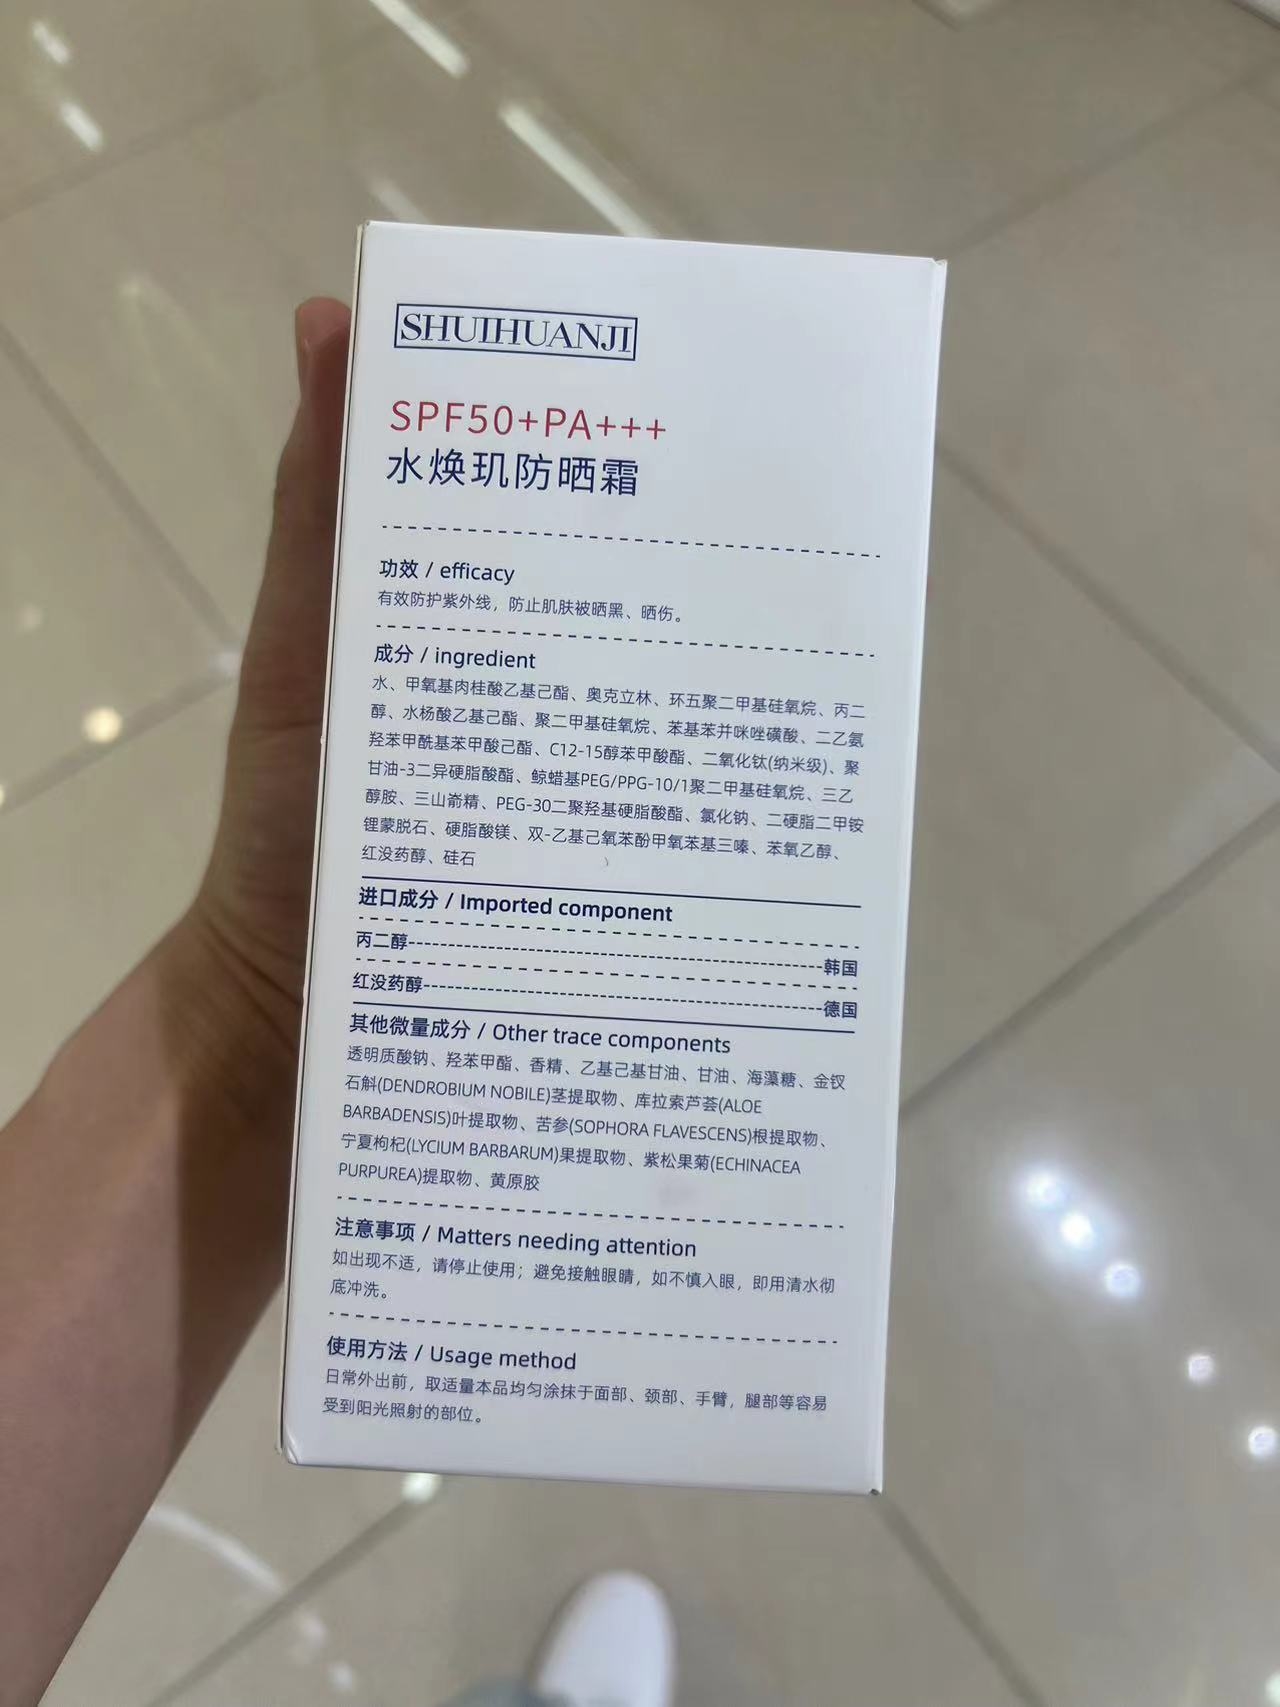 SHUIHUANJI
SPF50+PA+++
水焕玑防晒霜
功效 / efficacy
有效防护紫外线，防止肌肤被晒黑、晒伤。
成分 / ingredient
水、甲氧基肉桂酸乙基己酯、奥克立林、环五聚二甲基硅氧烷、丙二
醇、水杨酸乙基己酯、聚二甲基硅氧烷、苯基苯并咪唑磺酸、二乙氨
羟苯甲酰基苯甲酸己酯、C12-15醇苯甲酸酯、二氧化钛(纳米级)、聚
甘油-3二异硬脂酸酯、鲸蜡基PEG/PPG-10/1聚二甲基硅氧烷、三乙
醇胺、三山嵛精、PEG-30二聚羟基硬脂酸酯、氯化钠、二硬脂二甲铵
锂蒙脱石、硬脂酸镁、双-乙基己氧苯酚甲氧苯基三嗪、苯氧乙醇、
红没药醇、硅石
进口成分 / Imported component
丙二醇--------------------------------------------------韩国
红没药醇------------------------------------------------德国
其他微量成分 / Other trace components
透明质酸钠、羟苯甲酯、香精、乙基己基甘油、甘油、海藻糖、金钗
石斛(DENDROBIUM NOBILE)茎提取物、库拉索芦荟(ALOE
BARBADENSIS)叶提取物、苦参(SOPHORA FLAVESCENS)根提取物、
宁夏枸杞(LYCIUM BARBARUM)果提取物、紫松果菊(ECHINACEA
PURPUREA)提取物、黄原胶
注意事项 / Matters needing attention
如出现不适，请停止使用；避免接触眼睛，如不慎入眼，即用清水彻
底冲洗。
使用方法 / Usage method
日常外出前，取适量本品均匀涂抹于面部、颈部、手臂，腿部等容易
受到阳光照射的部位。